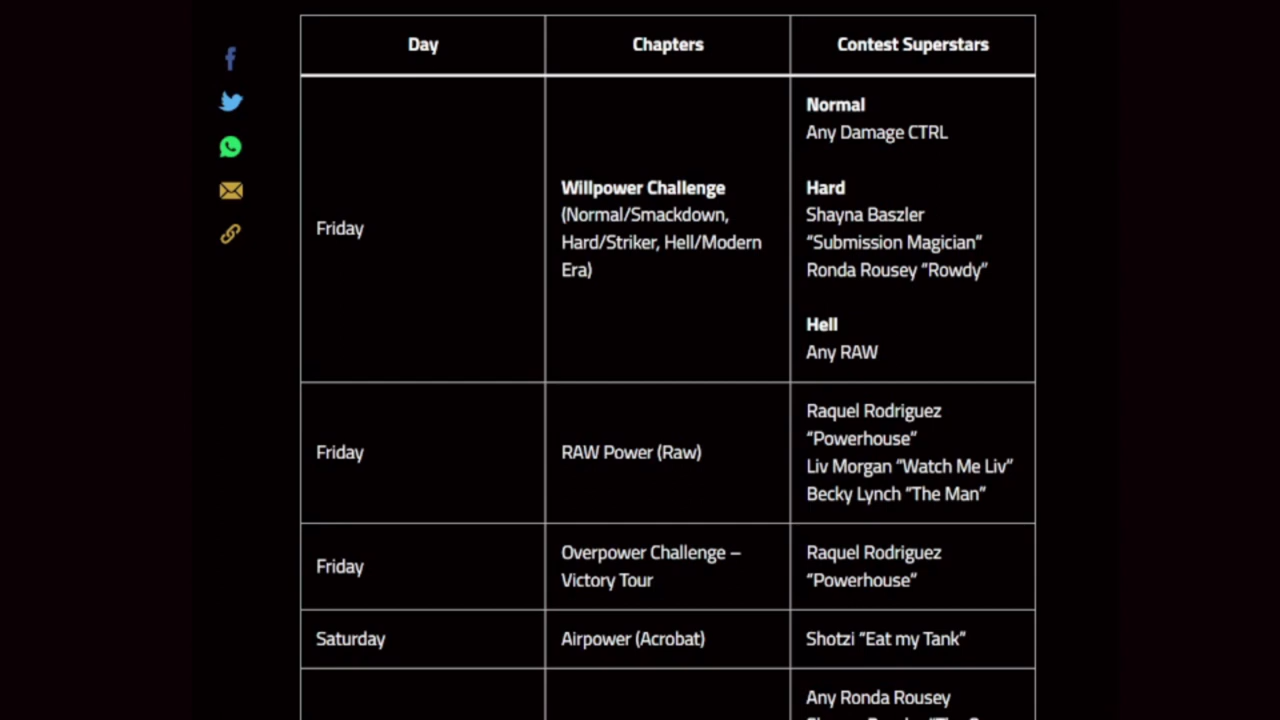 Day
Chapters
Contest Superstars
Friday
Willpower Challenge
(Normal/Smackdown,
Hard/Striker, Hell/Modern
Era)
Normal
Any Damage CTRL
Hard
Shayna Baszler
“Submission Magician”
Ronda Rousey “Rowdy”
Hell
Any RAW
Friday
RAW Power (Raw)
Raquel Rodriguez
“Powerhouse”
Liv Morgan “Watch Me Liv”
Becky Lynch “The Man”
Friday
Overpower Challenge –
Victory Tour
Raquel Rodriguez
“Powerhouse”
Saturday
Airpower (Acrobat)
Shotzi “Eat my Tank”
Any Ronda Rousey